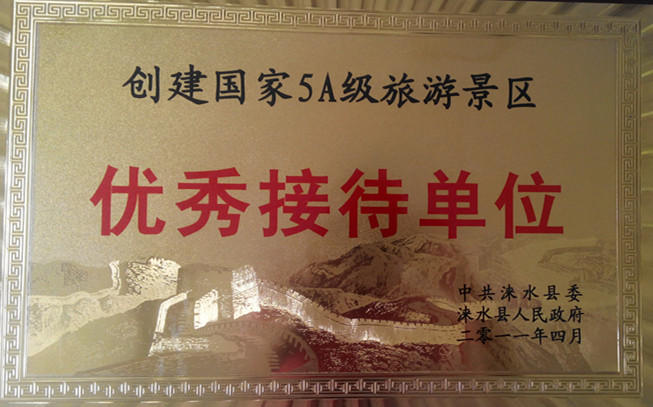 创建国家5A级旅游景区
优秀接待单位
中共涞水县委
涞水县人民政府
二零一一年四月